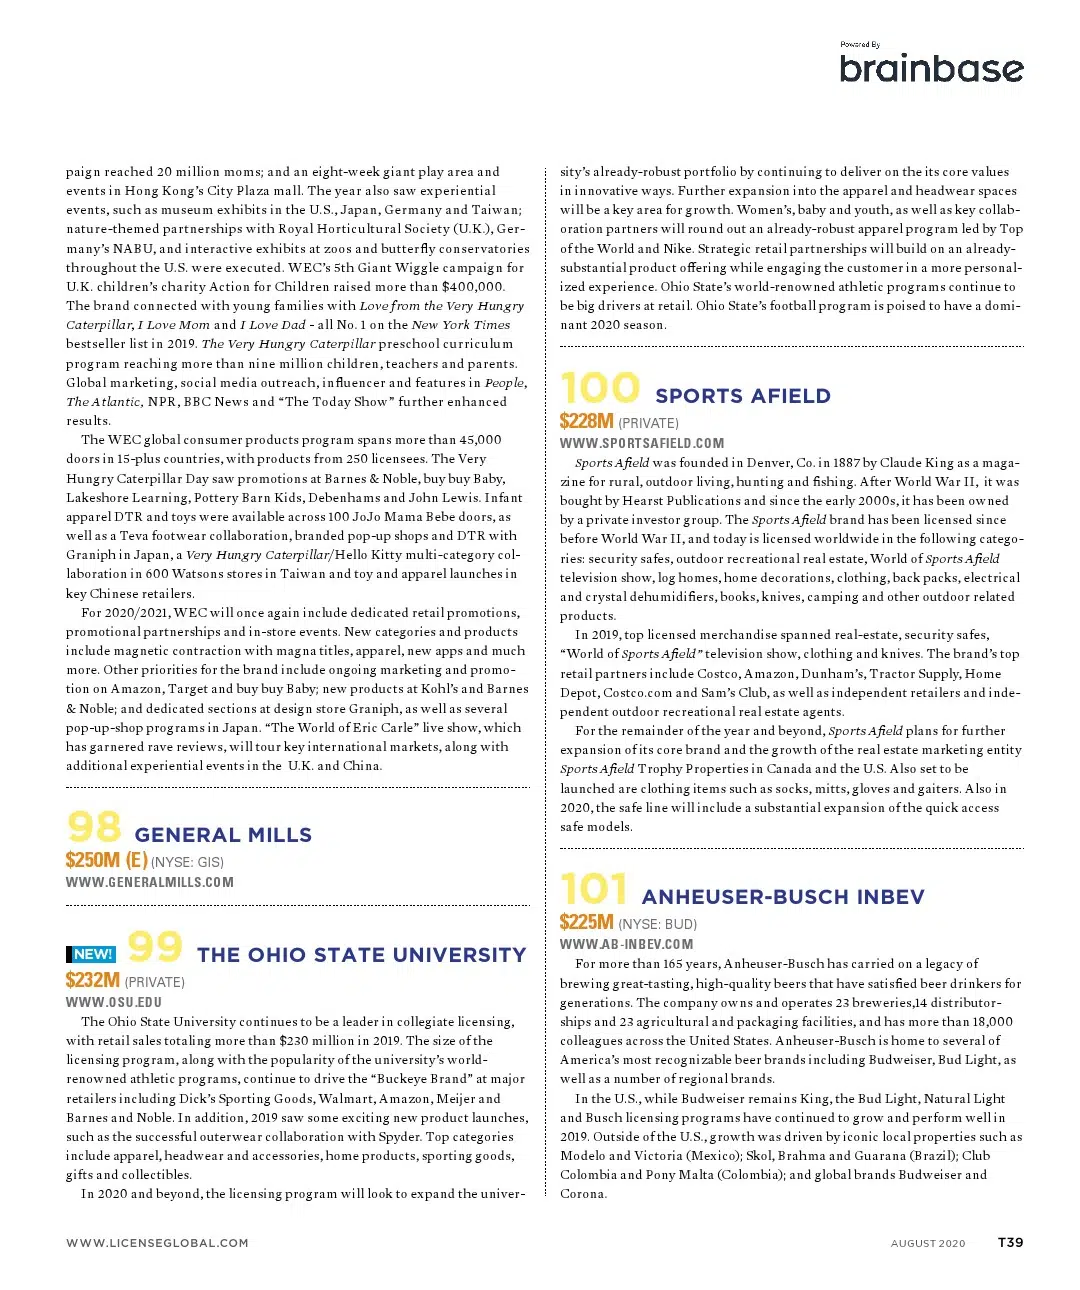 Powered By
brainbase
paign reached 20 million moms; and an eight-week giant play area and
events in Hong Kong's City Plaza mall. The year also saw experiential
events, such as museum exhibits in the U.S., Japan, Germany and Taiwan;
nature-themed partnerships with Royal Horticultural Society (U.K.), Ger-
many's NABU, and interactive exhibits at zoos and butterfly conservatories
throughout the U.S. were executed. WEC's 5th Giant Wiggle campaign for
U.K. children's charity Action for Children raised more than $400,000.
The brand connected with young families with Love from the Very Hungry
Caterpillar, I Love Mom and I Love Dad - all No. 1 on the New York Times
bestseller list in 2019. The Very Hungry Caterpillar preschool curriculum
program reaching more than nine million children, teachers and parents.
Global marketing, social media outreach, influencer and features in People,
The Atlantic, NPR, BBC News and “The Today Show” further enhanced
results.
The WEC global consumer products program spans more than 45,000
doors in 15-plus countries, with products from 250 licensees. The Very
Hungry Caterpillar Day saw promotions at Barnes & Noble, buy buy Baby,
Lakeshore Learning, Pottery Barn Kids, Debenhams and John Lewis. Infant
apparel DTR and toys were available across 100 JoJo Mama Bebe doors, as
well as a Teva footwear collaboration, branded pop-up shops and DTR with
Graniph in Japan, a Very Hungry Caterpillar/Hello Kitty multi-category col-
laboration in 600 Watsons stores in Taiwan and toy and apparel launches in
key Chinese retailers.
For 2020/2021, WEC will once again include dedicated retail promotions,
promotional partnerships and in-store events. New categories and products
include magnetic contraction with magna titles, apparel, new apps and much
more. Other priorities for the brand include ongoing marketing and promo-
tion on Amazon, Target and buy buy Baby; new products at Kohl's and Barnes
& Noble; and dedicated sections at design store Graniph, as well as several
pop-up-shop programs in Japan. “The World of Eric Carle” live show, which
has garnered rave reviews, will tour key international markets, along with
additional experiential events in the U.K. and China.
98 GENERAL MILLS
$250M (E) (NYSE: GIS)
WWW.GENERALMILLS.COM
NEW! 99 THE OHIO STATE UNIVERSITY
$232M (PRIVATE)
WWW.OSU.EDU
The Ohio State University continues to be a leader in collegiate licensing,
with retail sales totaling more than $230 million in 2019. The size of the
licensing program, along with the popularity of the university's world-
renowned athletic programs, continue to drive the “Buckeye Brand” at major
retailers including Dick's Sporting Goods, Walmart, Amazon, Meijer and
Barnes and Noble. In addition, 2019 saw some exciting new product launches,
such as the successful outerwear collaboration with Spyder. Top categories
include apparel, headwear and accessories, home products, sporting goods,
gifts and collectibles.
In 2020 and beyond, the licensing program will look to expand the univer-
sity's already-robust portfolio by continuing to deliver on the its core values
in innovative ways. Further expansion into the apparel and headwear spaces
will be a key area for growth. Women's, baby and youth, as well as key collab-
oration partners will round out an already-robust apparel program led by Top
of the World and Nike. Strategic retail partnerships will build on an already-
substantial product offering while engaging the customer in a more personal-
ized experience. Ohio State's world-renowned athletic programs continue to
be big drivers at retail. Ohio State's football program is poised to have a domi-
nant 2020 season.
100 SPORTS AFIELD
$228M (PRIVATE)
WWW.SPORTSAFIELD.COM
Sports Afield was founded in Denver, Co. in 1887 by Claude King as a maga-
zine for rural, outdoor living, hunting and fishing. After World War II, it was
bought by Hearst Publications and since the early 2000s, it has been owned
by a private investor group. The Sports Afield brand has been licensed since
before World War II, and today is licensed worldwide in the following catego-
ries: security safes, outdoor recreational real estate, World of Sports Afield
television show, log homes, home decorations, clothing, back packs, electrical
and crystal dehumidifiers, books, knives, camping and other outdoor related
products.
In 2019, top licensed merchandise spanned real-estate, security safes,
“World of Sports Afield” television show, clothing and knives. The brand's top
retail partners include Costco, Amazon, Dunham's, Tractor Supply, Home
Depot, Costco.com and Sam's Club, as well as independent retailers and inde-
pendent outdoor recreational real estate agents.
For the remainder of the year and beyond, Sports Afield plans for further
expansion of its core brand and the growth of the real estate marketing entity
Sports Afield Trophy Properties in Canada and the U.S. Also set to be
launched are clothing items such as socks, mitts, gloves and gaiters. Also in
2020, the safe line will include a substantial expansion of the quick access
safe models.
101 ANHEUSER-BUSCH INBEV
$225M (NYSE: BUD)
WWW.AB-INBEV.COM
For more than 165 years, Anheuser-Busch has carried on a legacy of
brewing great-tasting, high-quality beers that have satisfied beer drinkers for
generations. The company owns and operates 23 breweries,14 distributor-
ships and 23 agricultural and packaging facilities, and has more than 18,000
colleagues across the United States. Anheuser-Busch is home to several of
America's most recognizable beer brands including Budweiser, Bud Light, as
well as a number of regional brands.
In the U.S., while Budweiser remains King, the Bud Light, Natural Light
and Busch licensing programs have continued to grow and perform well in
2019. Outside of the U.S., growth was driven by iconic local properties such as
Modelo and Victoria (Mexico); Skol, Brahma and Guarana (Brazil); Club
Colombia and Pony Malta (Colombia); and global brands Budweiser and
Corona.
WWW.LICENSEGLOBAL.COM
AUGUST 2020 T39